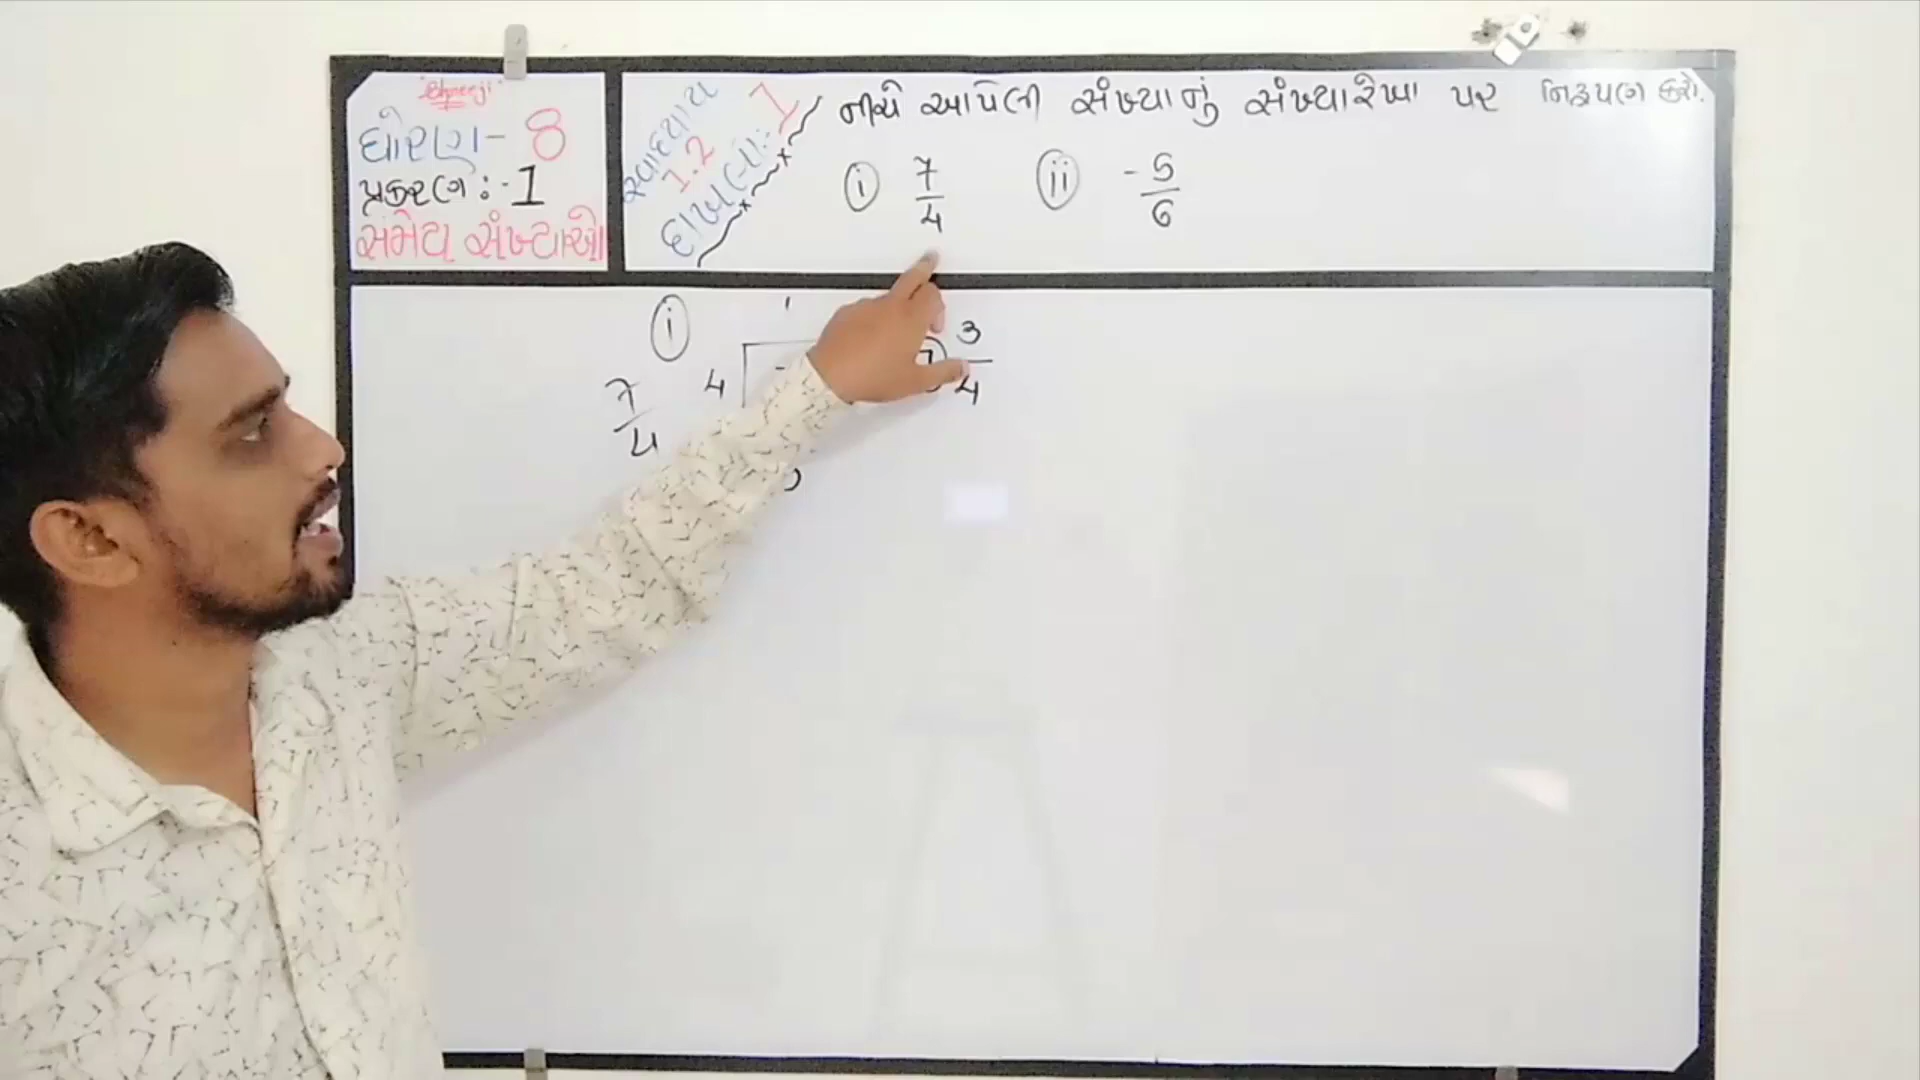 "Shreeji"
ધોરણ - 8
પ્રકરણ :- 1
સંમેય સંખ્યાઓ
સ્વાધ્યાય
1.2
દાખલા :- 1
નીચે આપેલી સંખ્યાનું સંખ્યારેખા પર નિરૂપણ કરો.
(i) 7/4 (ii) -5/6
(i)
7/4
4
3/4